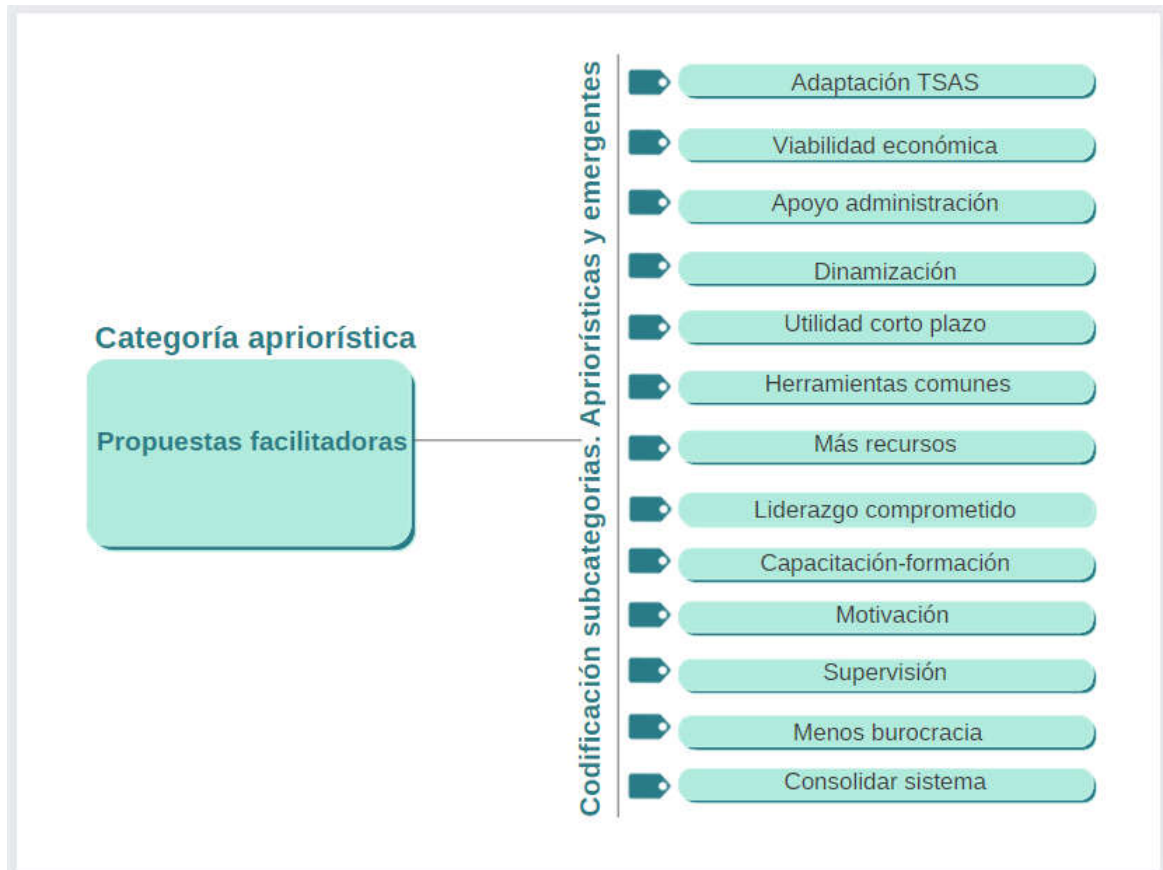 Categoría apriorística
Propuestas facilitadoras
Codificación subcategorias. Apriorísticas y emergentes
Adaptación TSAS
Viabilidad económica
Apoyo administración
Dinamización
Utilidad corto plazo
Herramientas comunes
Más recursos
Liderazgo comprometido
Capacitación-formación
Motivación
Supervisión
Menos burocracia
Consolidar sistema